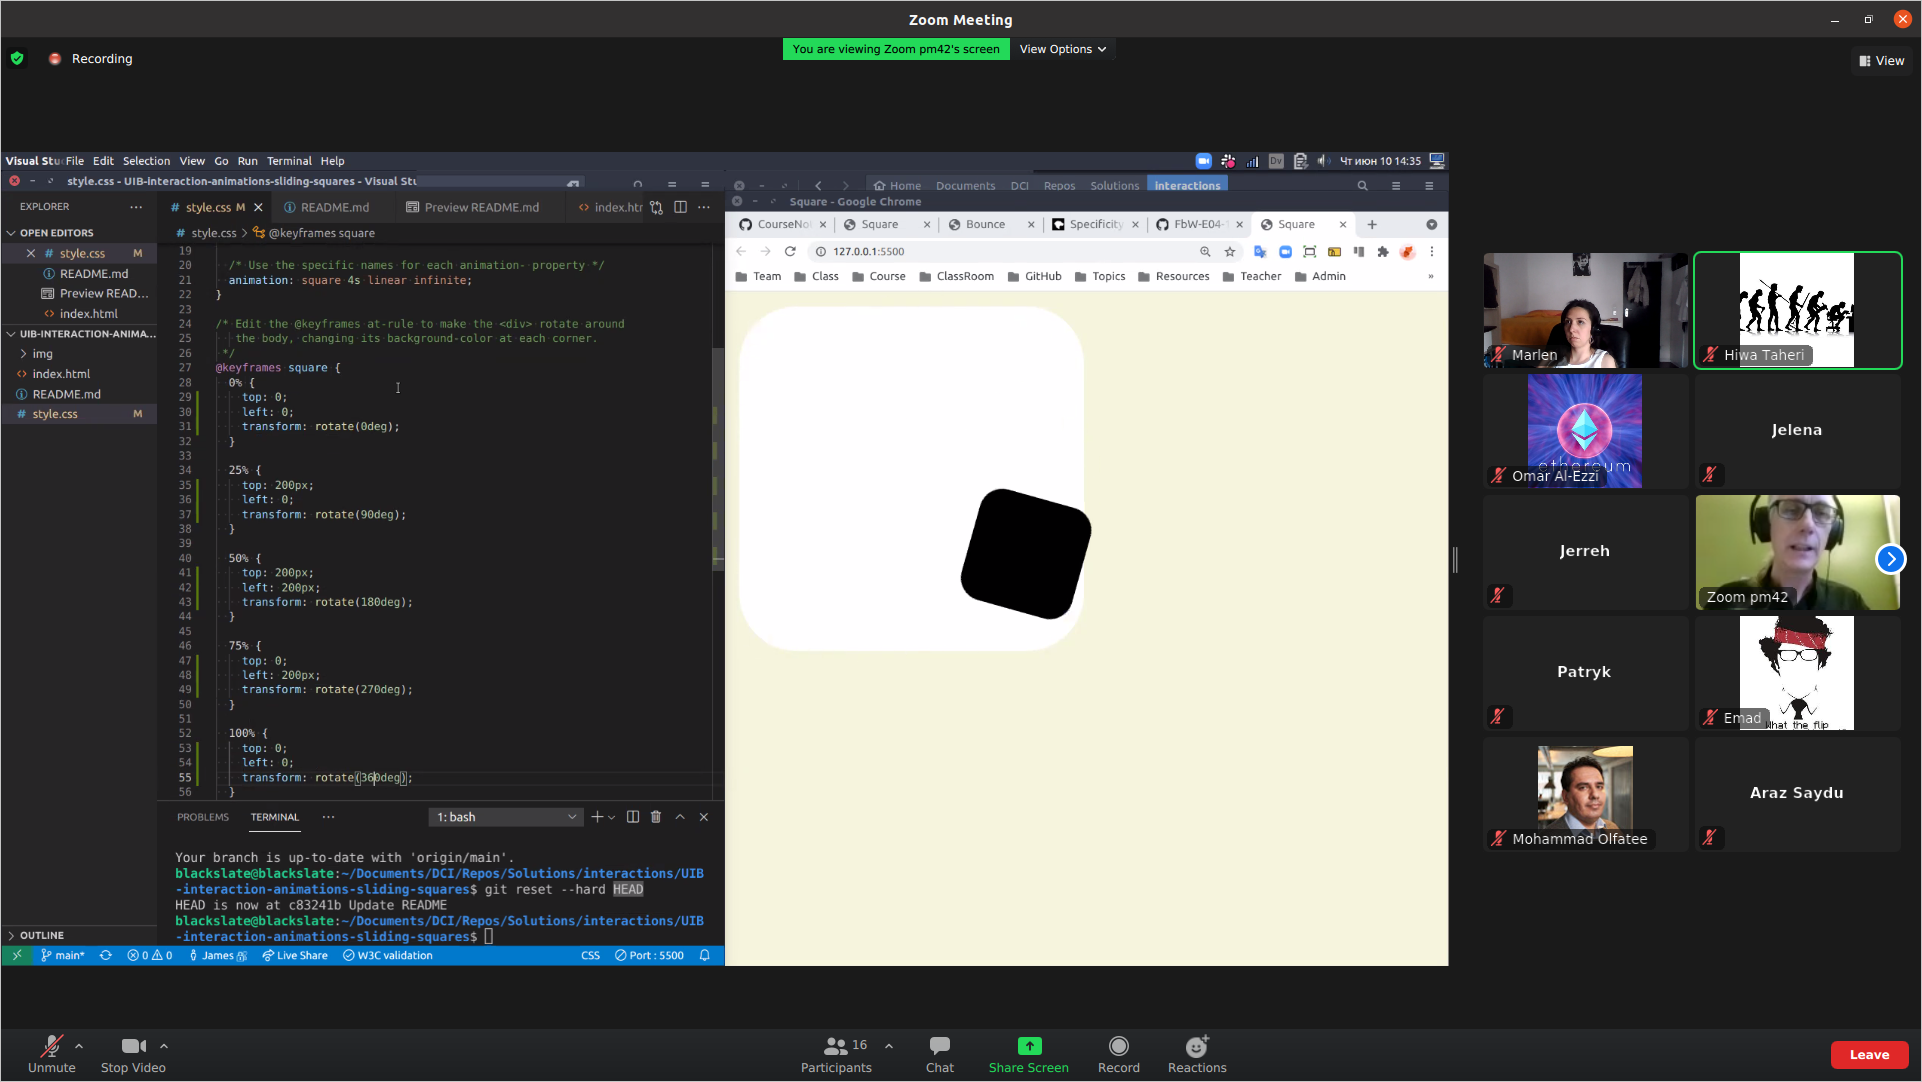 Zoom Meeting
Recording
You are viewing Zoom pm42's screen
View Options
View
Visual Stu File Edit Selection View Go Run Terminal Help
Dv
Чт июн 10 14:35
style.css - UIB-interaction-animations-sliding-squares - Visual Stu
EXPLORER
OPEN EDITORS
# style.css M
README.md
Preview READ...
<> index.html
UIB-INTERACTION-ANIMA...
> img
<> index.html
README.md
# style.css M
OUTLINE
# style.css M
README.md
Preview README.md
<> index.htr
# style.css > @keyframes square
19
20 /* Use the specific names for each animation- property */
21 animation: square 4s linear infinite;
22 }
23
24 /* Edit the @keyframes at-rule to make the <div> rotate around
25 the body, changing its background-color at each corner.
26 */
27 @keyframes square {
28 0% {
29 top: 0;
30 left: 0;
31 transform: rotate(0deg);
32 }
33
34 25% {
35 top: 200px;
36 left: 0;
37 transform: rotate(90deg);
38 }
39
40 50% {
41 top: 200px;
42 left: 200px;
43 transform: rotate(180deg);
44 }
45
46 75% {
47 top: 0;
48 left: 200px;
49 transform: rotate(270deg);
50 }
51
52 100% {
53 top: 0;
54 left: 0;
55 transform: rotate(360deg);
56 }
PROBLEMS TERMINAL ...
1: bash
Your branch is up-to-date with 'origin/main'.
blackslate@blackslate:~/Documents/DCI/Repos/Solutions/interactions/UIB
-interaction-animations-sliding-squares$ git reset --hard HEAD
HEAD is now at c83241b Update README
blackslate@blackslate:~/Documents/DCI/Repos/Solutions/interactions/UIB
-interaction-animations-sliding-squares$
main* 0 0 James Live Share W3C validation CSS Port : 5500
Home Documents DCI Repos Solutions interactions
Square - Google Chrome
CourseNo
Square
Bounce
Specificity
FbW-E04-
Square
127.0.0.1:5500
Team Class Course ClassRoom GitHub Topics Resources Teacher Admin »
Marlen
Hiwa Taheri
ethereum
Omar Al-Ezzi
Jelena
Jerreh
Zoom pm42
Patryk
What the flip
Emad
Mohammad Olfatee
Araz Saydu
Unmute
Stop Video
16
Participants
Chat
Share Screen
Record
Reactions
Leave